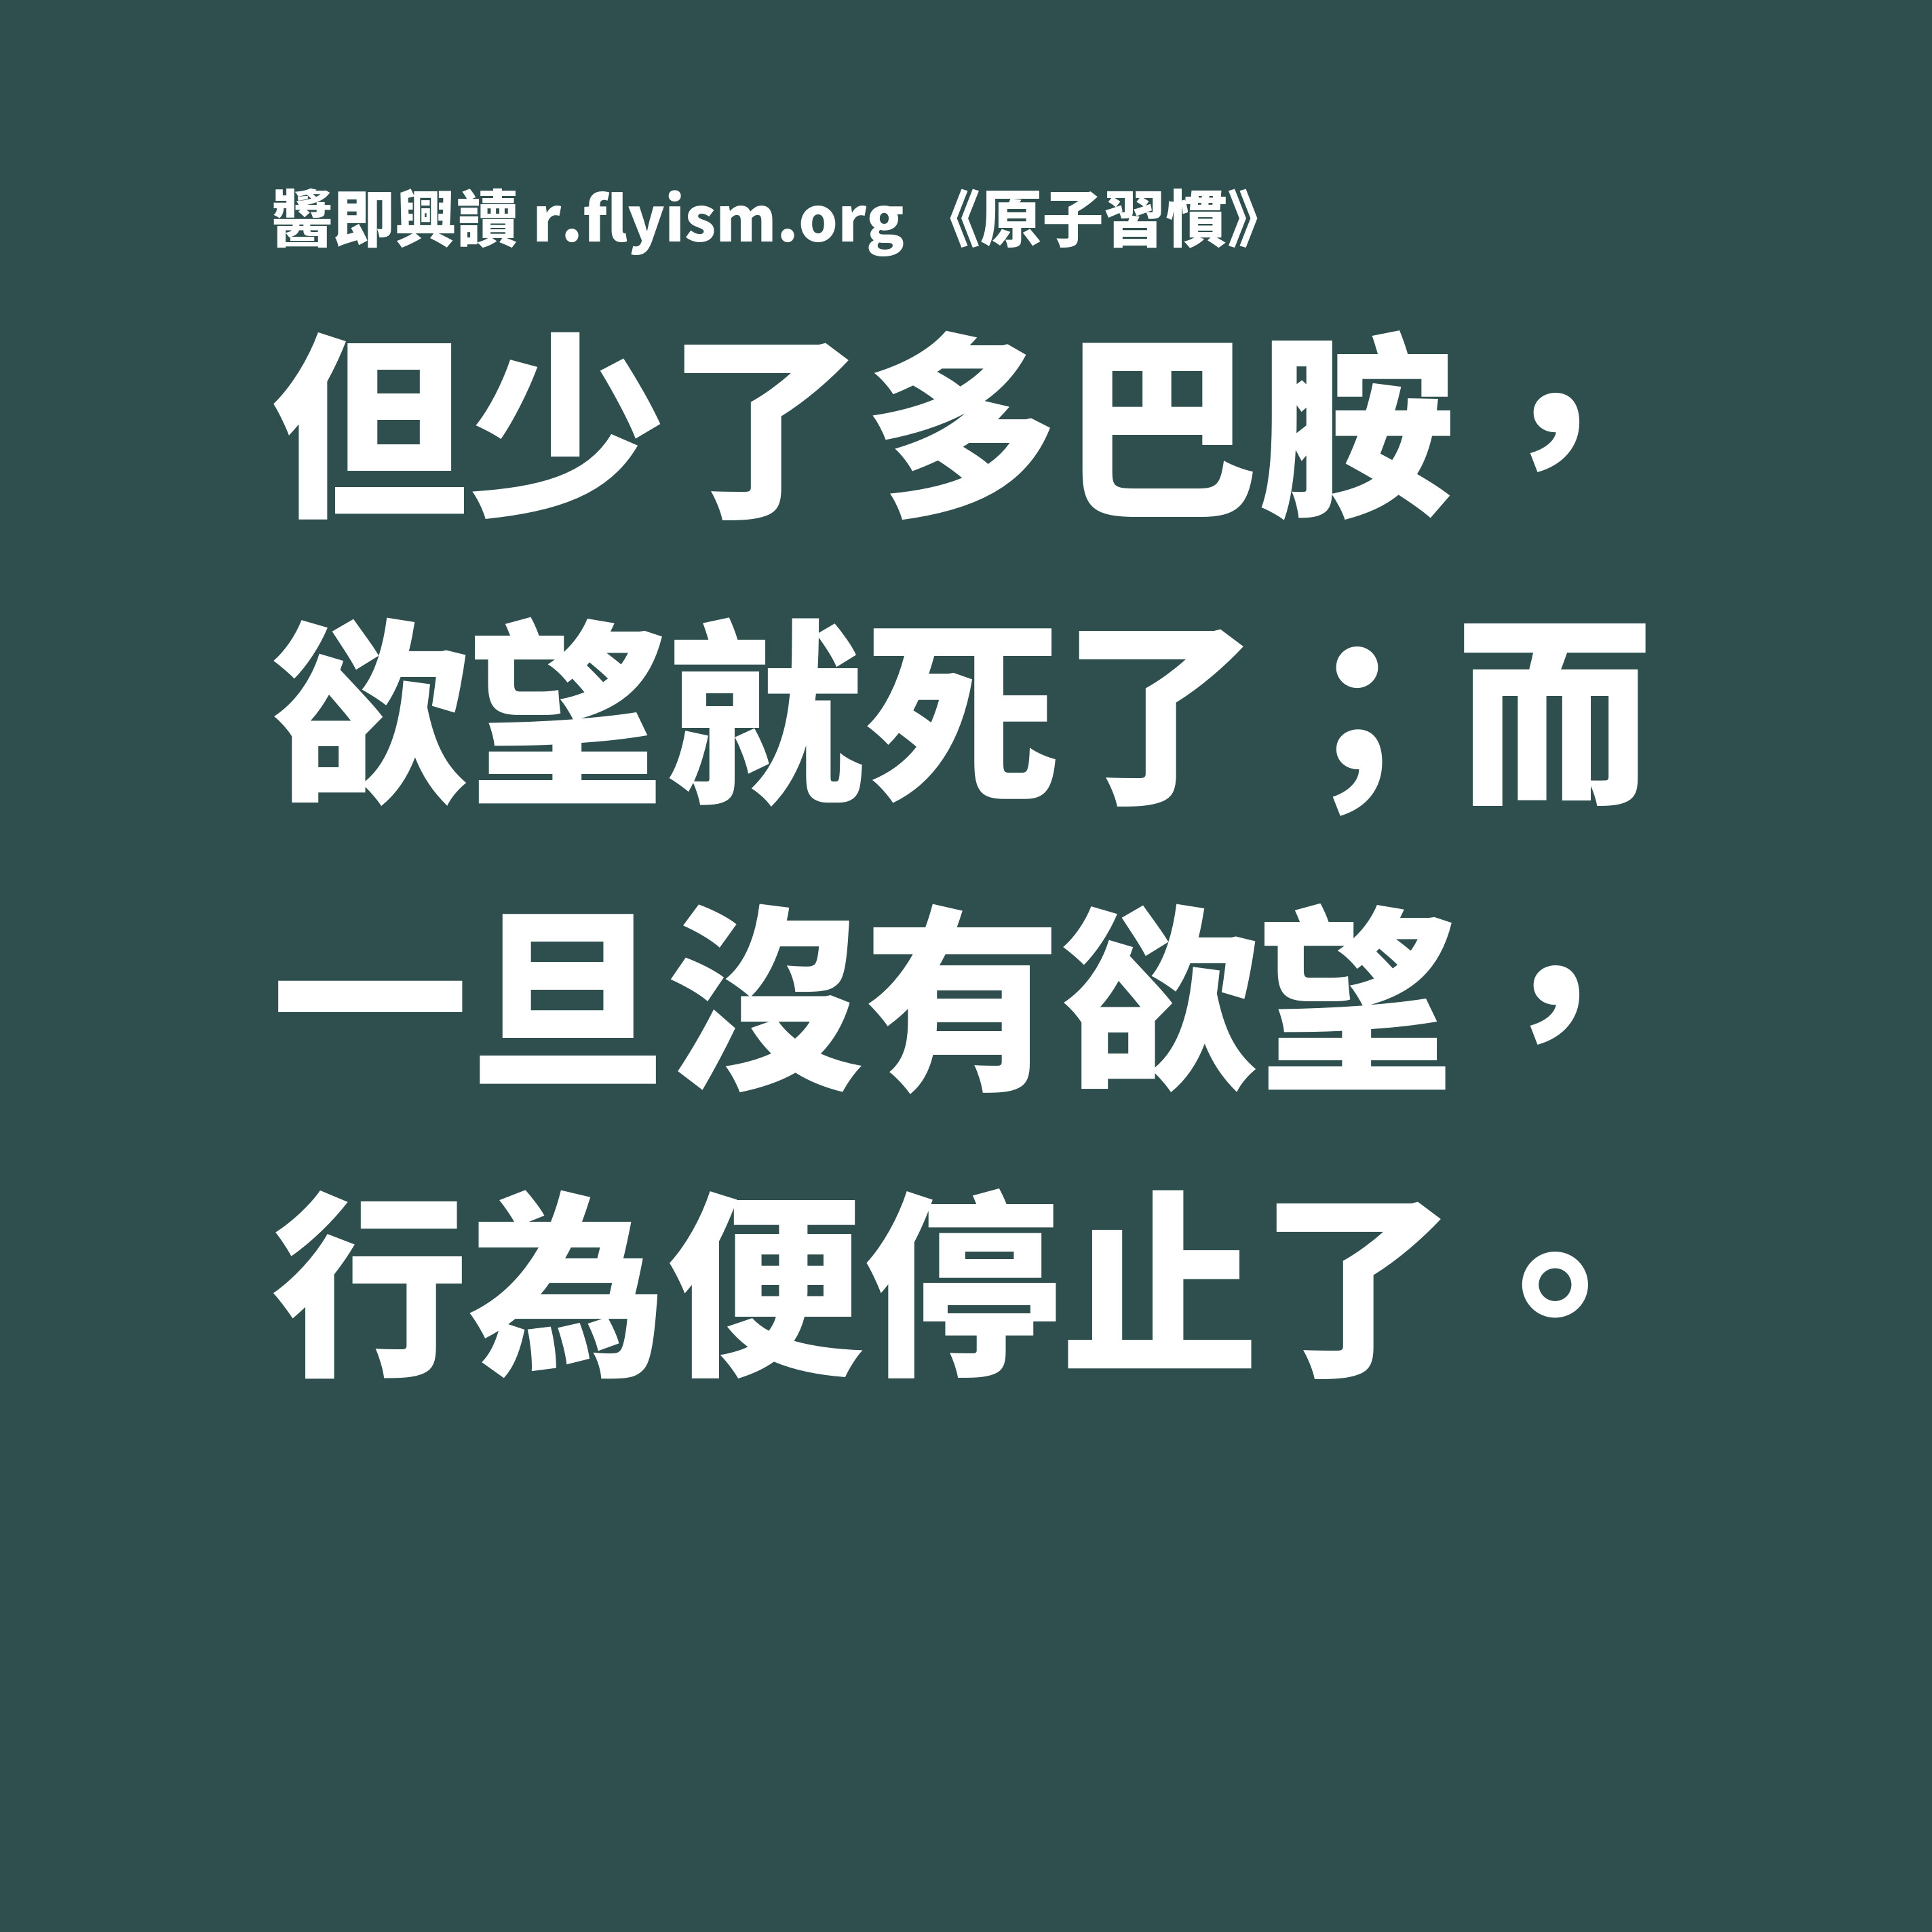 翻即興讀 r.flyism.org 《原子習慣》
但少了多巴胺，
欲望就死了；而
一旦沒有欲望，
行為便停止了。